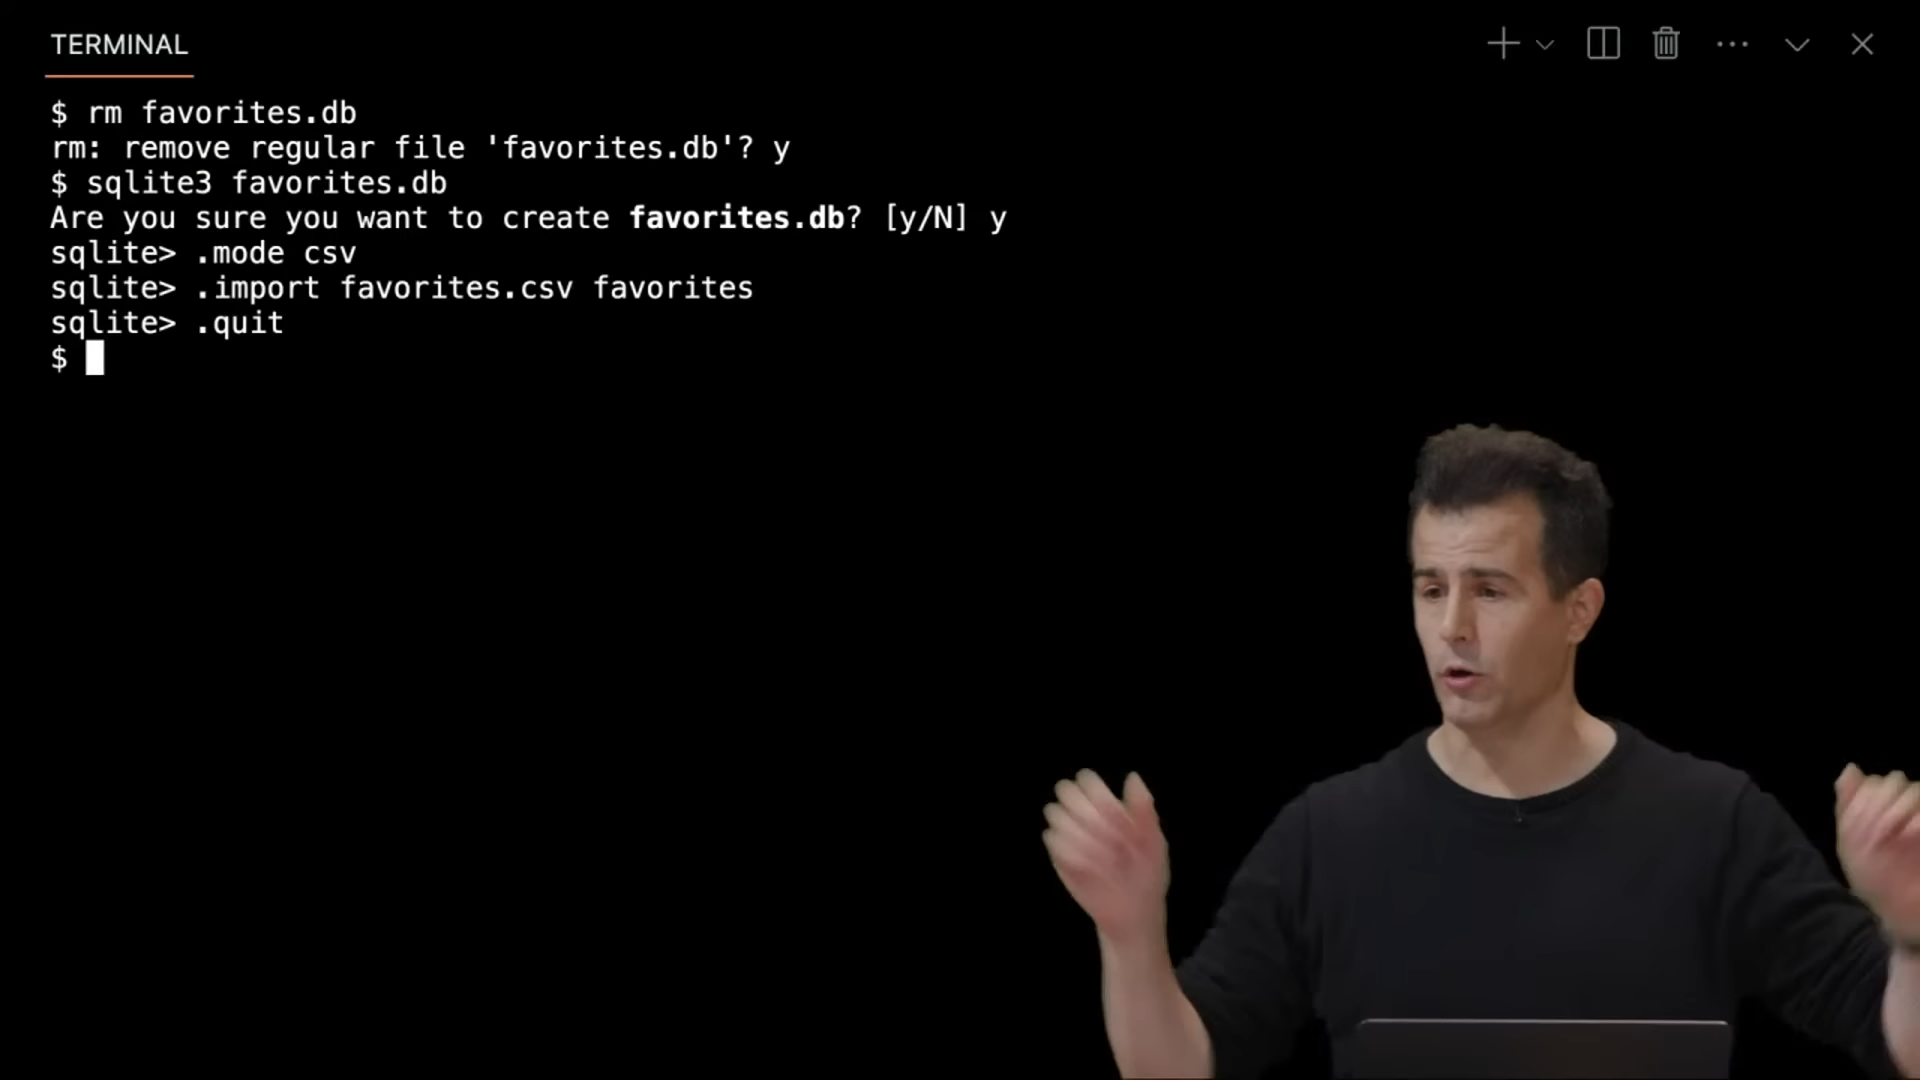 TERMINAL
$ rm favorites.db
rm: remove regular file 'favorites.db'? y
$ sqlite3 favorites.db
Are you sure you want to create favorites.db? [y/N] y
sqlite> .mode csv
sqlite> .import favorites.csv favorites
sqlite> .quit
$